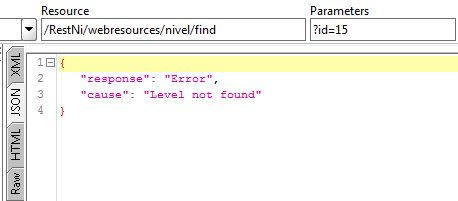 Resource
Parameters
/RestNi/webresources/nivel/find
?id=15
XML
JSON
HTML
Raw
1 {
2 "response": "Error",
3 "cause": "Level not found"
4 }